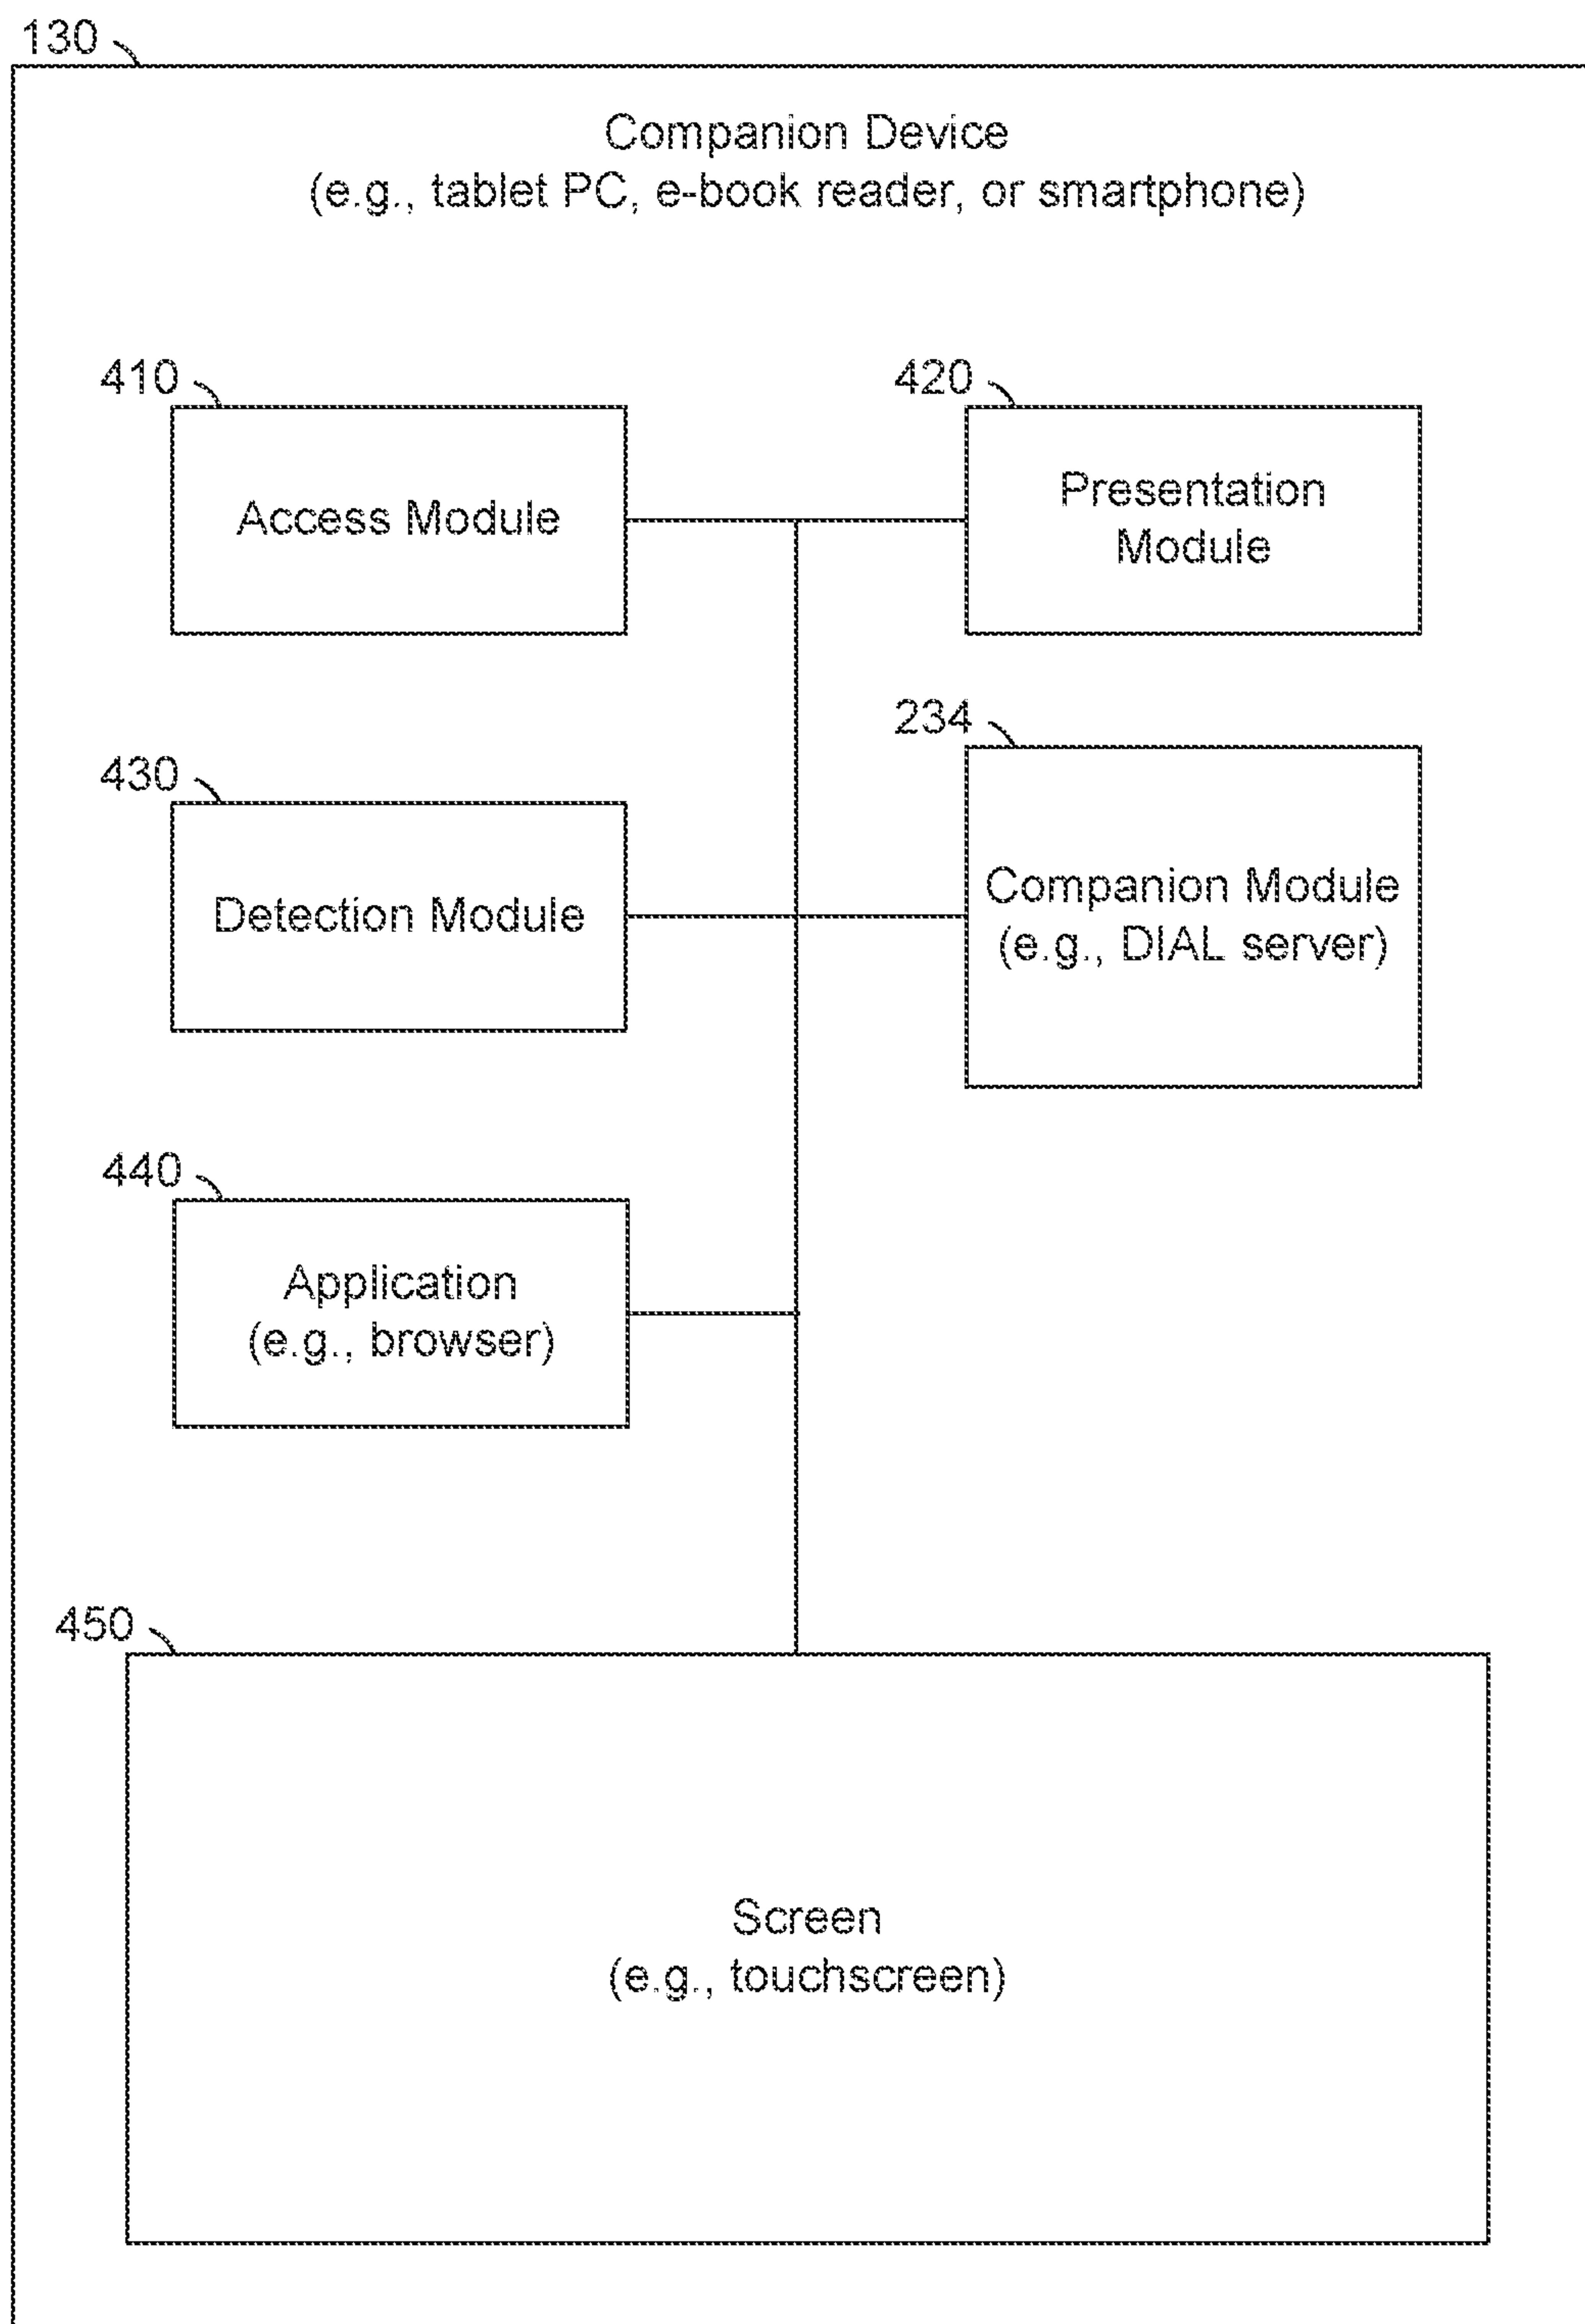 130
Companion Device
(e.g., tablet PC, e-book reader, or smartphone)
410
Access Module
420
Presentation
Module
234
Companion Module
(e.g., DIAL server)
430
Detection Module
440
Application
(e.g., browser)
450
Screen
(e.g., touchscreen)